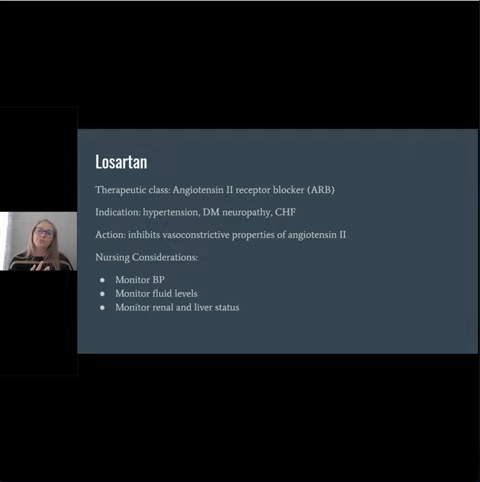 Losartan
Therapeutic class: Angiotensin II receptor blocker (ARB)
Indication: hypertension, DM neuropathy, CHF
Action: inhibits vasoconstrictive properties of angiotensin II
Nursing Considerations:
● Monitor BP
● Monitor fluid levels
● Monitor renal and liver status